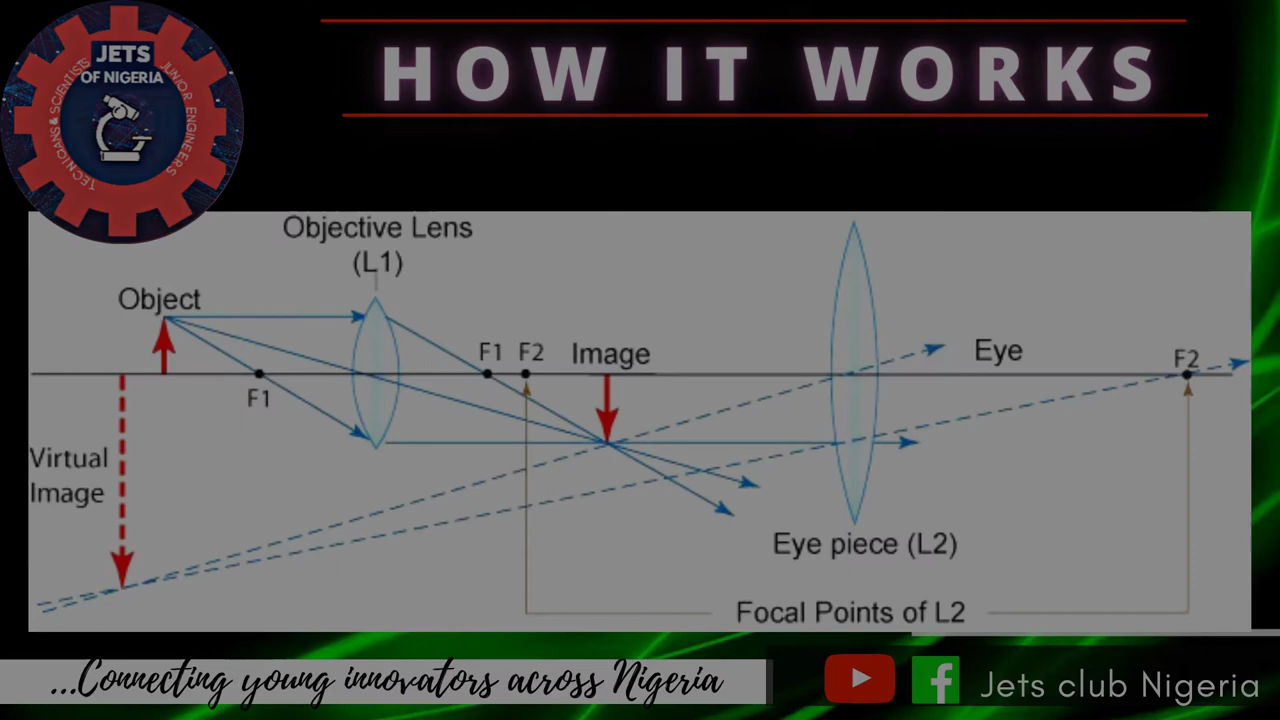 JETS
OF NIGERIA
TECNICIANS & SCIENTISTS
JUNIOR ENGINEERS
HOW IT WORKS
Objective Lens
(L1)
Object
F1 F2 Image
Eye
F2
F1
Virtual
Image
Eye piece (L2)
Focal Points of L2
...Connecting young innovators across Nigeria
Jets club Nigeria